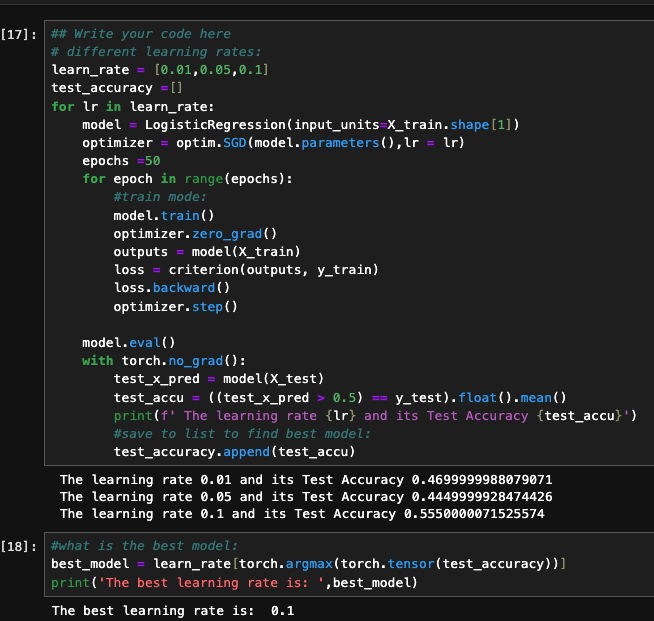 [17]:
## Write your code here
# different learning rates:
learn_rate = [0.01,0.05,0.1]
test_accuracy =[]
for lr in learn_rate:
    model = LogisticRegression(input_units=X_train.shape[1])
    optimizer = optim.SGD(model.parameters(),lr = lr)
    epochs =50
    for epoch in range(epochs):
        #train mode:
        model.train()
        optimizer.zero_grad()
        outputs = model(X_train)
        loss = criterion(outputs, y_train)
        loss.backward()
        optimizer.step()

    model.eval()
    with torch.no_grad():
        test_x_pred = model(X_test)
        test_accu = ((test_x_pred > 0.5) == y_test).float().mean()
        print(f' The learning rate {lr} and its Test Accuracy {test_accu}')
        #save to list to find best model:
        test_accuracy.append(test_accu)
 The learning rate 0.01 and its Test Accuracy 0.4699999988079071
 The learning rate 0.05 and its Test Accuracy 0.4449999928474426
 The learning rate 0.1 and its Test Accuracy 0.5550000071525574
[18]:
#what is the best model:
best_model = learn_rate[torch.argmax(torch.tensor(test_accuracy))]
print('The best learning rate is: ',best_model)
The best learning rate is:  0.1